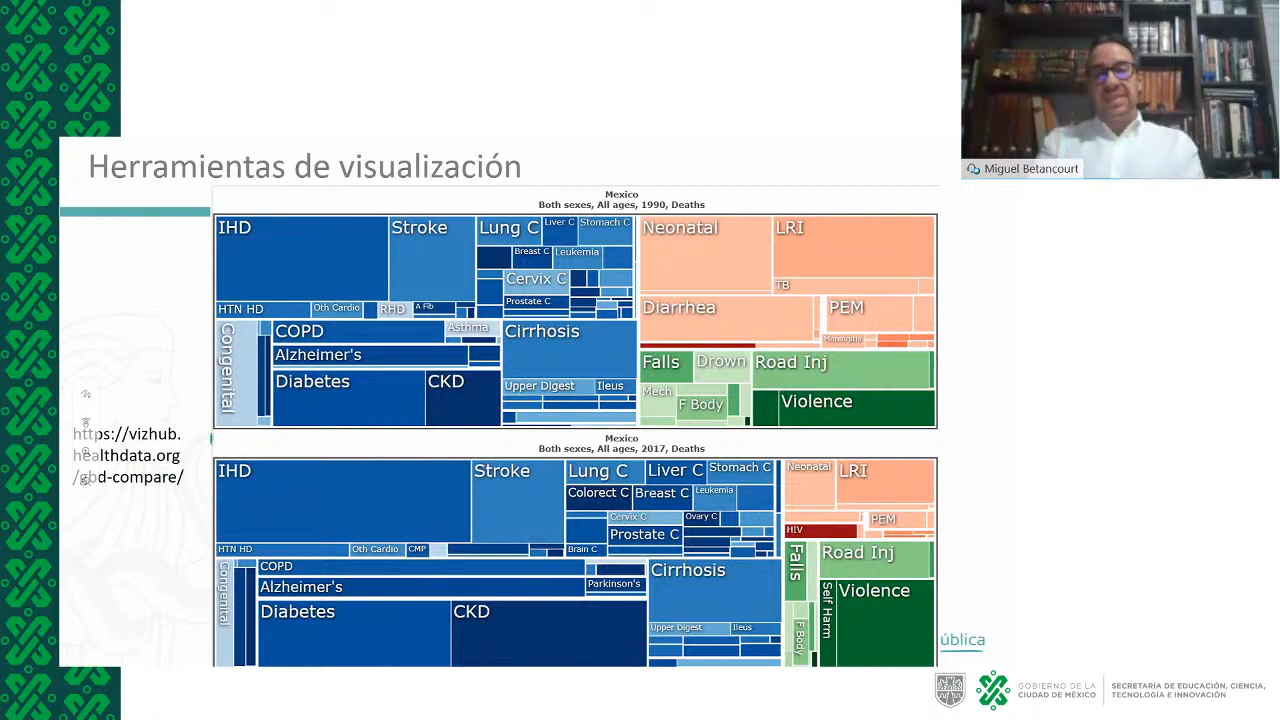 Miguel Betancourt
Herramientas de visualización
Mexico
Both sexes, All ages, 1990, Deaths
IHD
Stroke
Lung C
Liver C
Stomach C
Breast C
Leukemia
Cervix C
Prostate C
HTN HD
Oth Cardio
RHD
A Fib
Congenital
COPD
Asthma
Alzheimer's
Diabetes
CKD
Cirrhosis
Upper Digest
Ileus
Neonatal
LRI
TB
Diarrhea
PEM
Meningitis
Falls
Drown
Road Inj
Mech
F Body
Violence
https://vizhub.
healthdata.org
/gbd-compare/
Mexico
Both sexes, All ages, 2017, Deaths
IHD
Stroke
Lung C
Liver C
Stomach C
Colorect C
Breast C
Leukemia
Cervix C
Ovary C
Prostate C
Brain C
HTN HD
Oth Cardio
CMP
Congenital
COPD
Alzheimer's
Parkinson's
Diabetes
CKD
Cirrhosis
Upper Digest
Ileus
Neonatal
LRI
PEM
HIV
Falls
Road Inj
F Body
Self Harm
Violence
ública
GOBIERNO DE LA
CIUDAD DE MÉXICO
SECRETARÍA DE EDUCACIÓN, CIENCIA,
TECNOLOGÍA E INNOVACIÓN